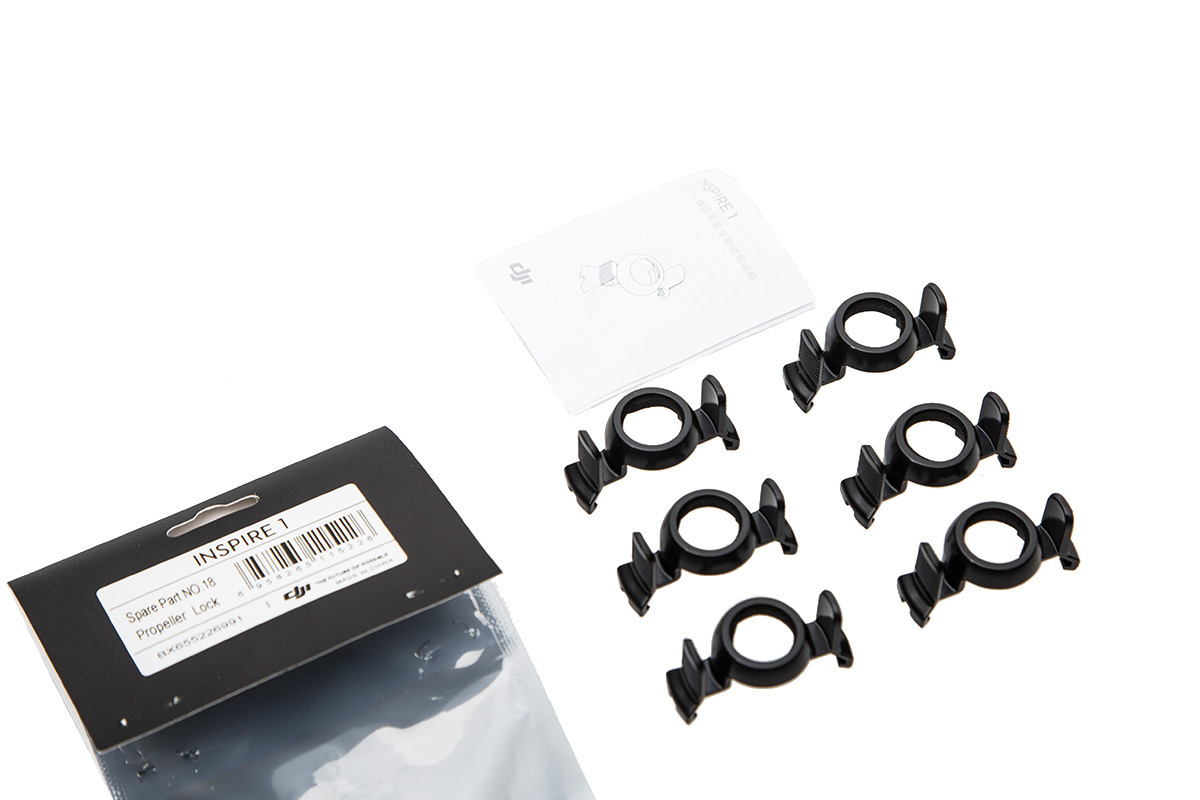 INSPIRE 1
dji
INSPIRE 1
Spare Part NO.18
Propeller Lock
BX655226991
6 958265 115226
dji THE FUTURE OF POSSIBLE
MADE IN CHINA